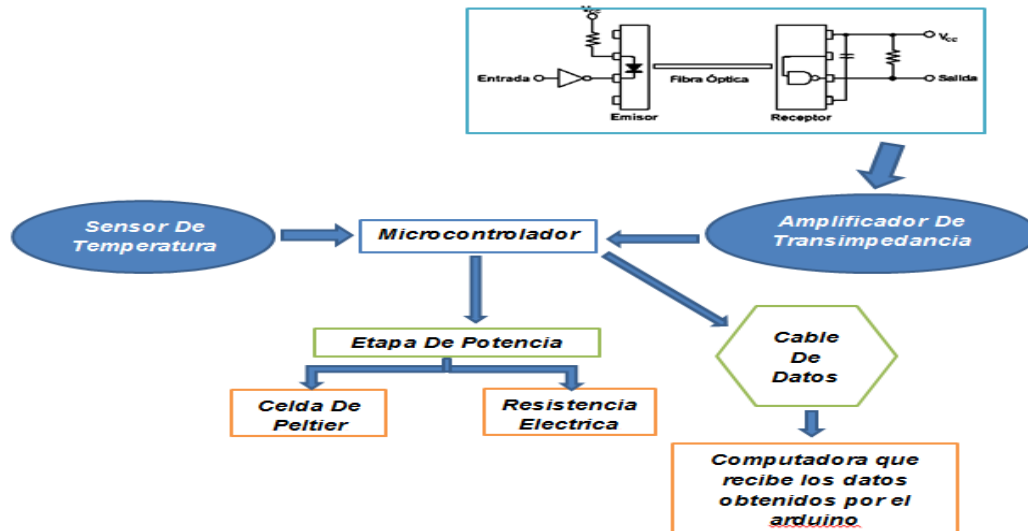 Vcc
Vcc
Entrada
Fibra Óptica
Salida
Emisor
Receptor
Sensor De
Temperatura
Microcontrolador
Amplificador De
Transimpedancia
Etapa De Potencia
Cable
De
Datos
Celda De
Peltier
Resistencia
Electrica
Computadora que
recibe los datos
obtenidos por el
arduino